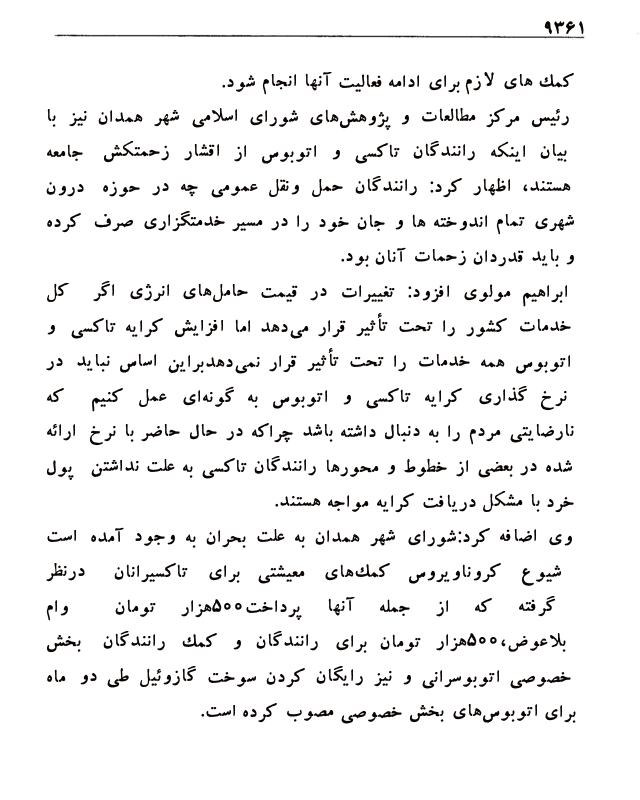 ۹۳۶۱
کمك های لازم برای ادامه فعالیت آنها انجام شود.
رئیس مرکز مطالعات و پژوهش‌های شورای اسلامی شهر همدان نیز با
بیان اینکه رانندگان تاکسی و اتوبوس از اقشار زحمتکش جامعه
هستند، اظهار کرد: رانندگان حمل ونقل عمومی چه در حوزه درون
شهری تمام اندوخته ها و جان خود را در مسیر خدمتگزاری صرف کرده
و باید قدردان زحمات آنان بود.
ابراهیم مولوی افزود: تغییرات در قیمت حامل‌های انرژی اگر کل
خدمات کشور را تحت تأثیر قرار می‌دهد اما افزایش کرایه تاکسی و
اتوبوس همه خدمات را تحت تأثیر قرار نمی‌دهدبراین اساس نباید در
نرخ گذاری کرایه تاکسی و اتوبوس به گونه‌ای عمل کنیم که
نارضایتی مردم را به دنبال داشته باشد چراکه در حال حاضر با نرخ ارائه
شده در بعضی از خطوط و محورها رانندگان تاکسی به علت نداشتن پول
خرد با مشکل دریافت کرایه مواجه هستند.
وی اضافه کرد:شورای شهر همدان به علت بحران به وجود آمده است
شیوع کروناویروس کمك‌های معیشتی برای تاکسیرانان درنظر
گرفته که از جمله آنها پرداخت۵۰۰هزار تومان وام
بلاعوض،۵۰۰هزار تومان برای رانندگان و کمك رانندگان بخش
خصوصی اتوبوسرانی و نیز رایگان کردن سوخت گازوئیل طی دو ماه
برای اتوبوس‌های بخش خصوصی مصوب کرده است.